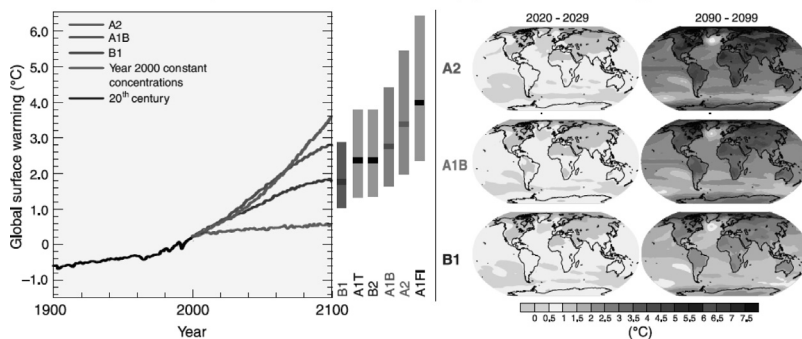 A2
A1B
B1
Year 2000 constant
concentrations
20th century
Global surface warming (°C)
6.0
5.0
4.0
3.0
2.0
1.0
0
–1.0
1900
2000
2100
Year
B1
A1T
B2
A1B
A2
A1FI
2020 - 2029
2090 - 2099
A2
A1B
B1
0 0.5 1 1.5 2 2.5 3 3.5 4 4.5 5 5.5 6 6.5 7 7.5
(°C)